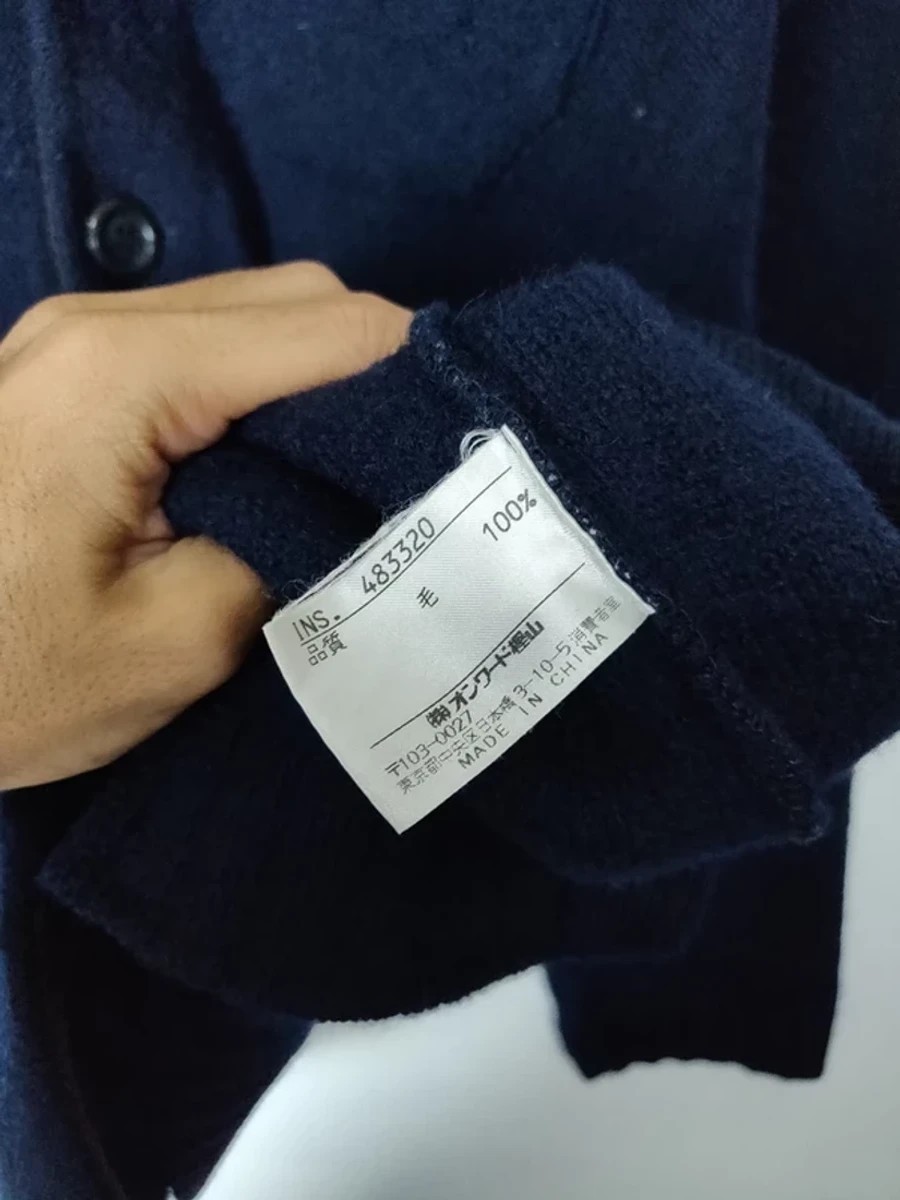 INS. 483320
品質 毛 100%
㈱オンワード樫山
〒103-0027
東京都中央区日本橋3-10-5消費者室
MADE IN CHINA